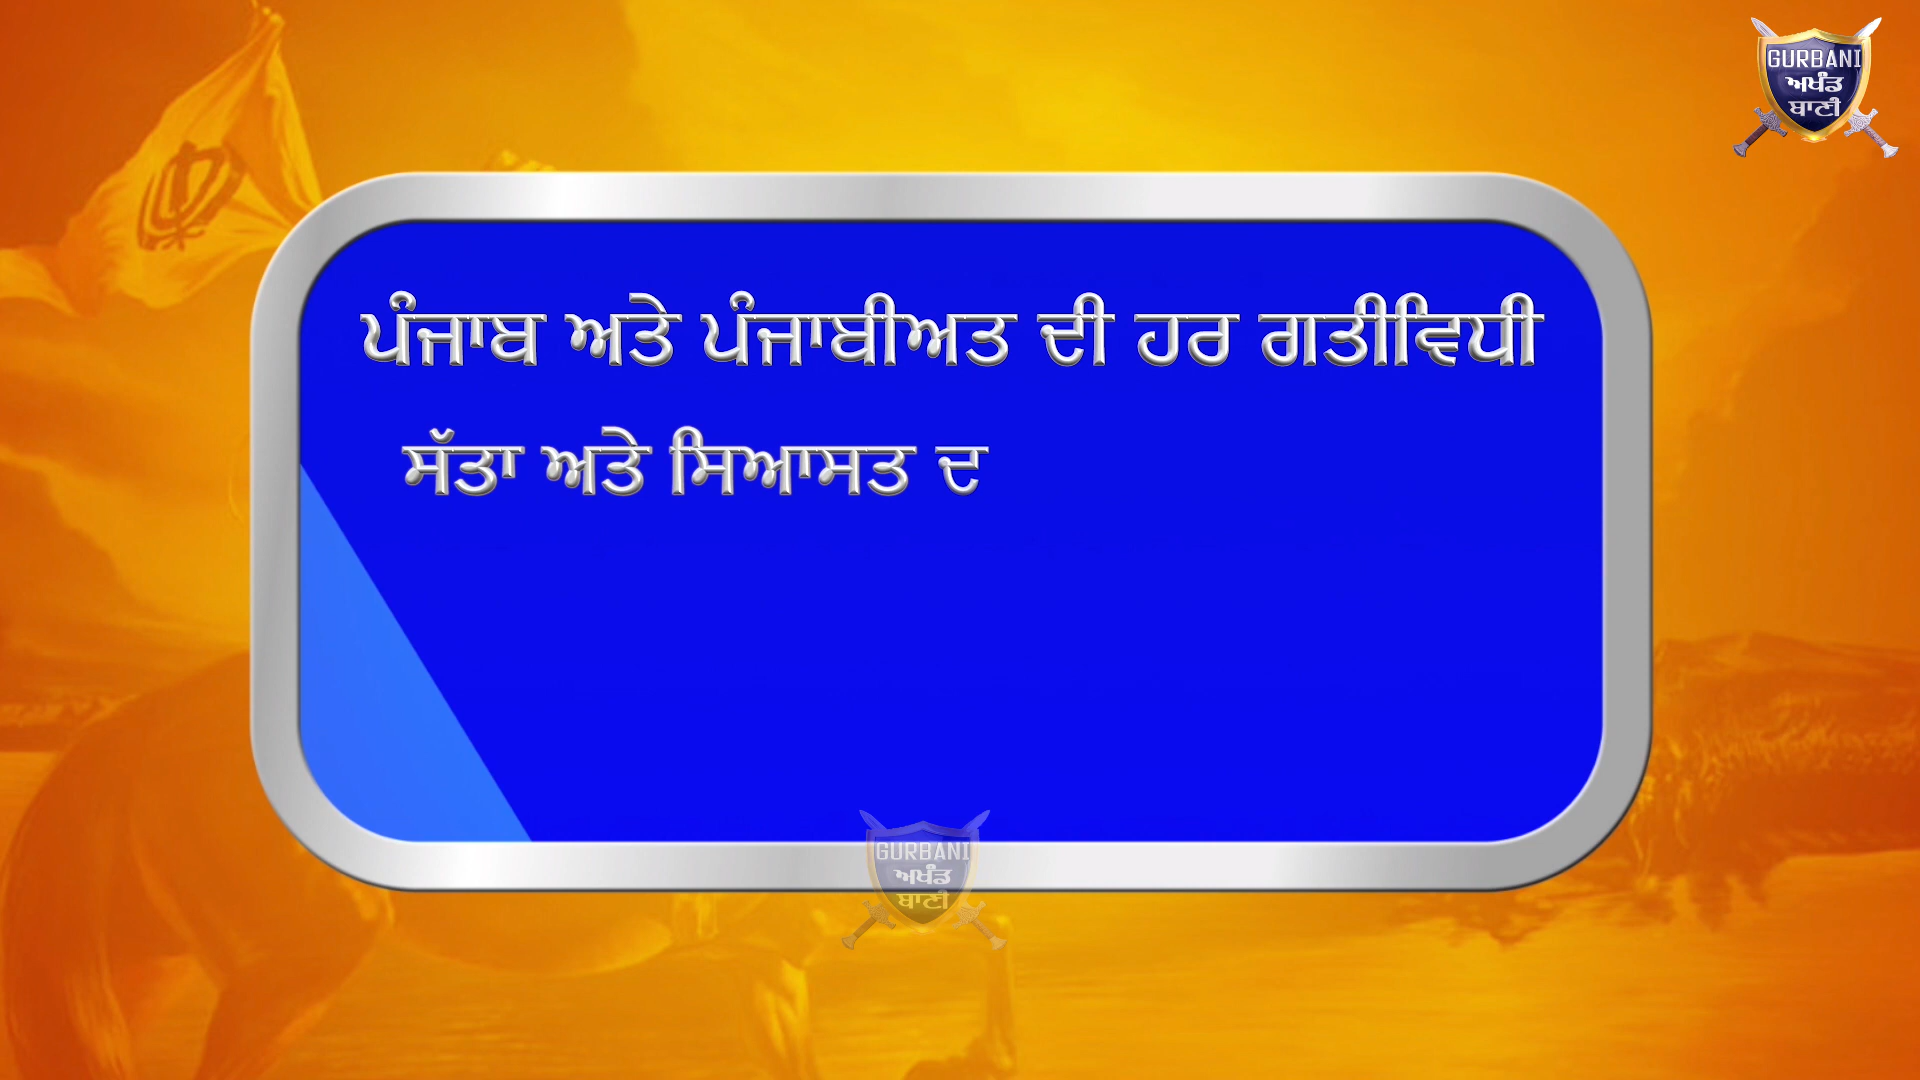 GURBANI
ਅਖੰਡ
ਬਾਣੀ
ਪੰਜਾਬ ਅਤੇ ਪੰਜਾਬੀਅਤ ਦੀ ਹਰ ਗਤੀਵਿਧੀ
ਸੱਤਾ ਅਤੇ ਸਿਆਸਤ ਦ
GURBANI
ਅਖੰਡ
ਬਾਣੀ